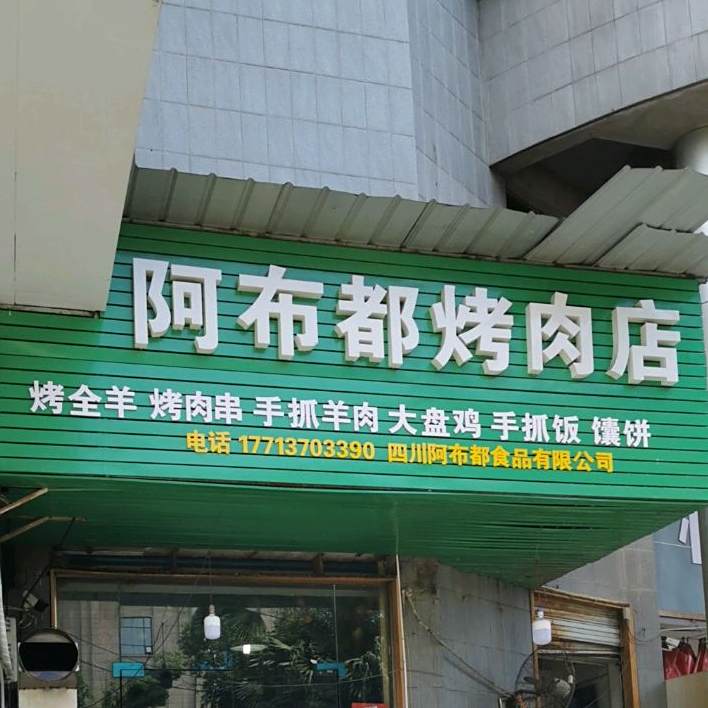 阿布都烤肉店
烤全羊 烤肉串 手抓羊肉 大盘鸡 手抓饭 馕饼
电话 17713703390 四川阿布都食品有限公司